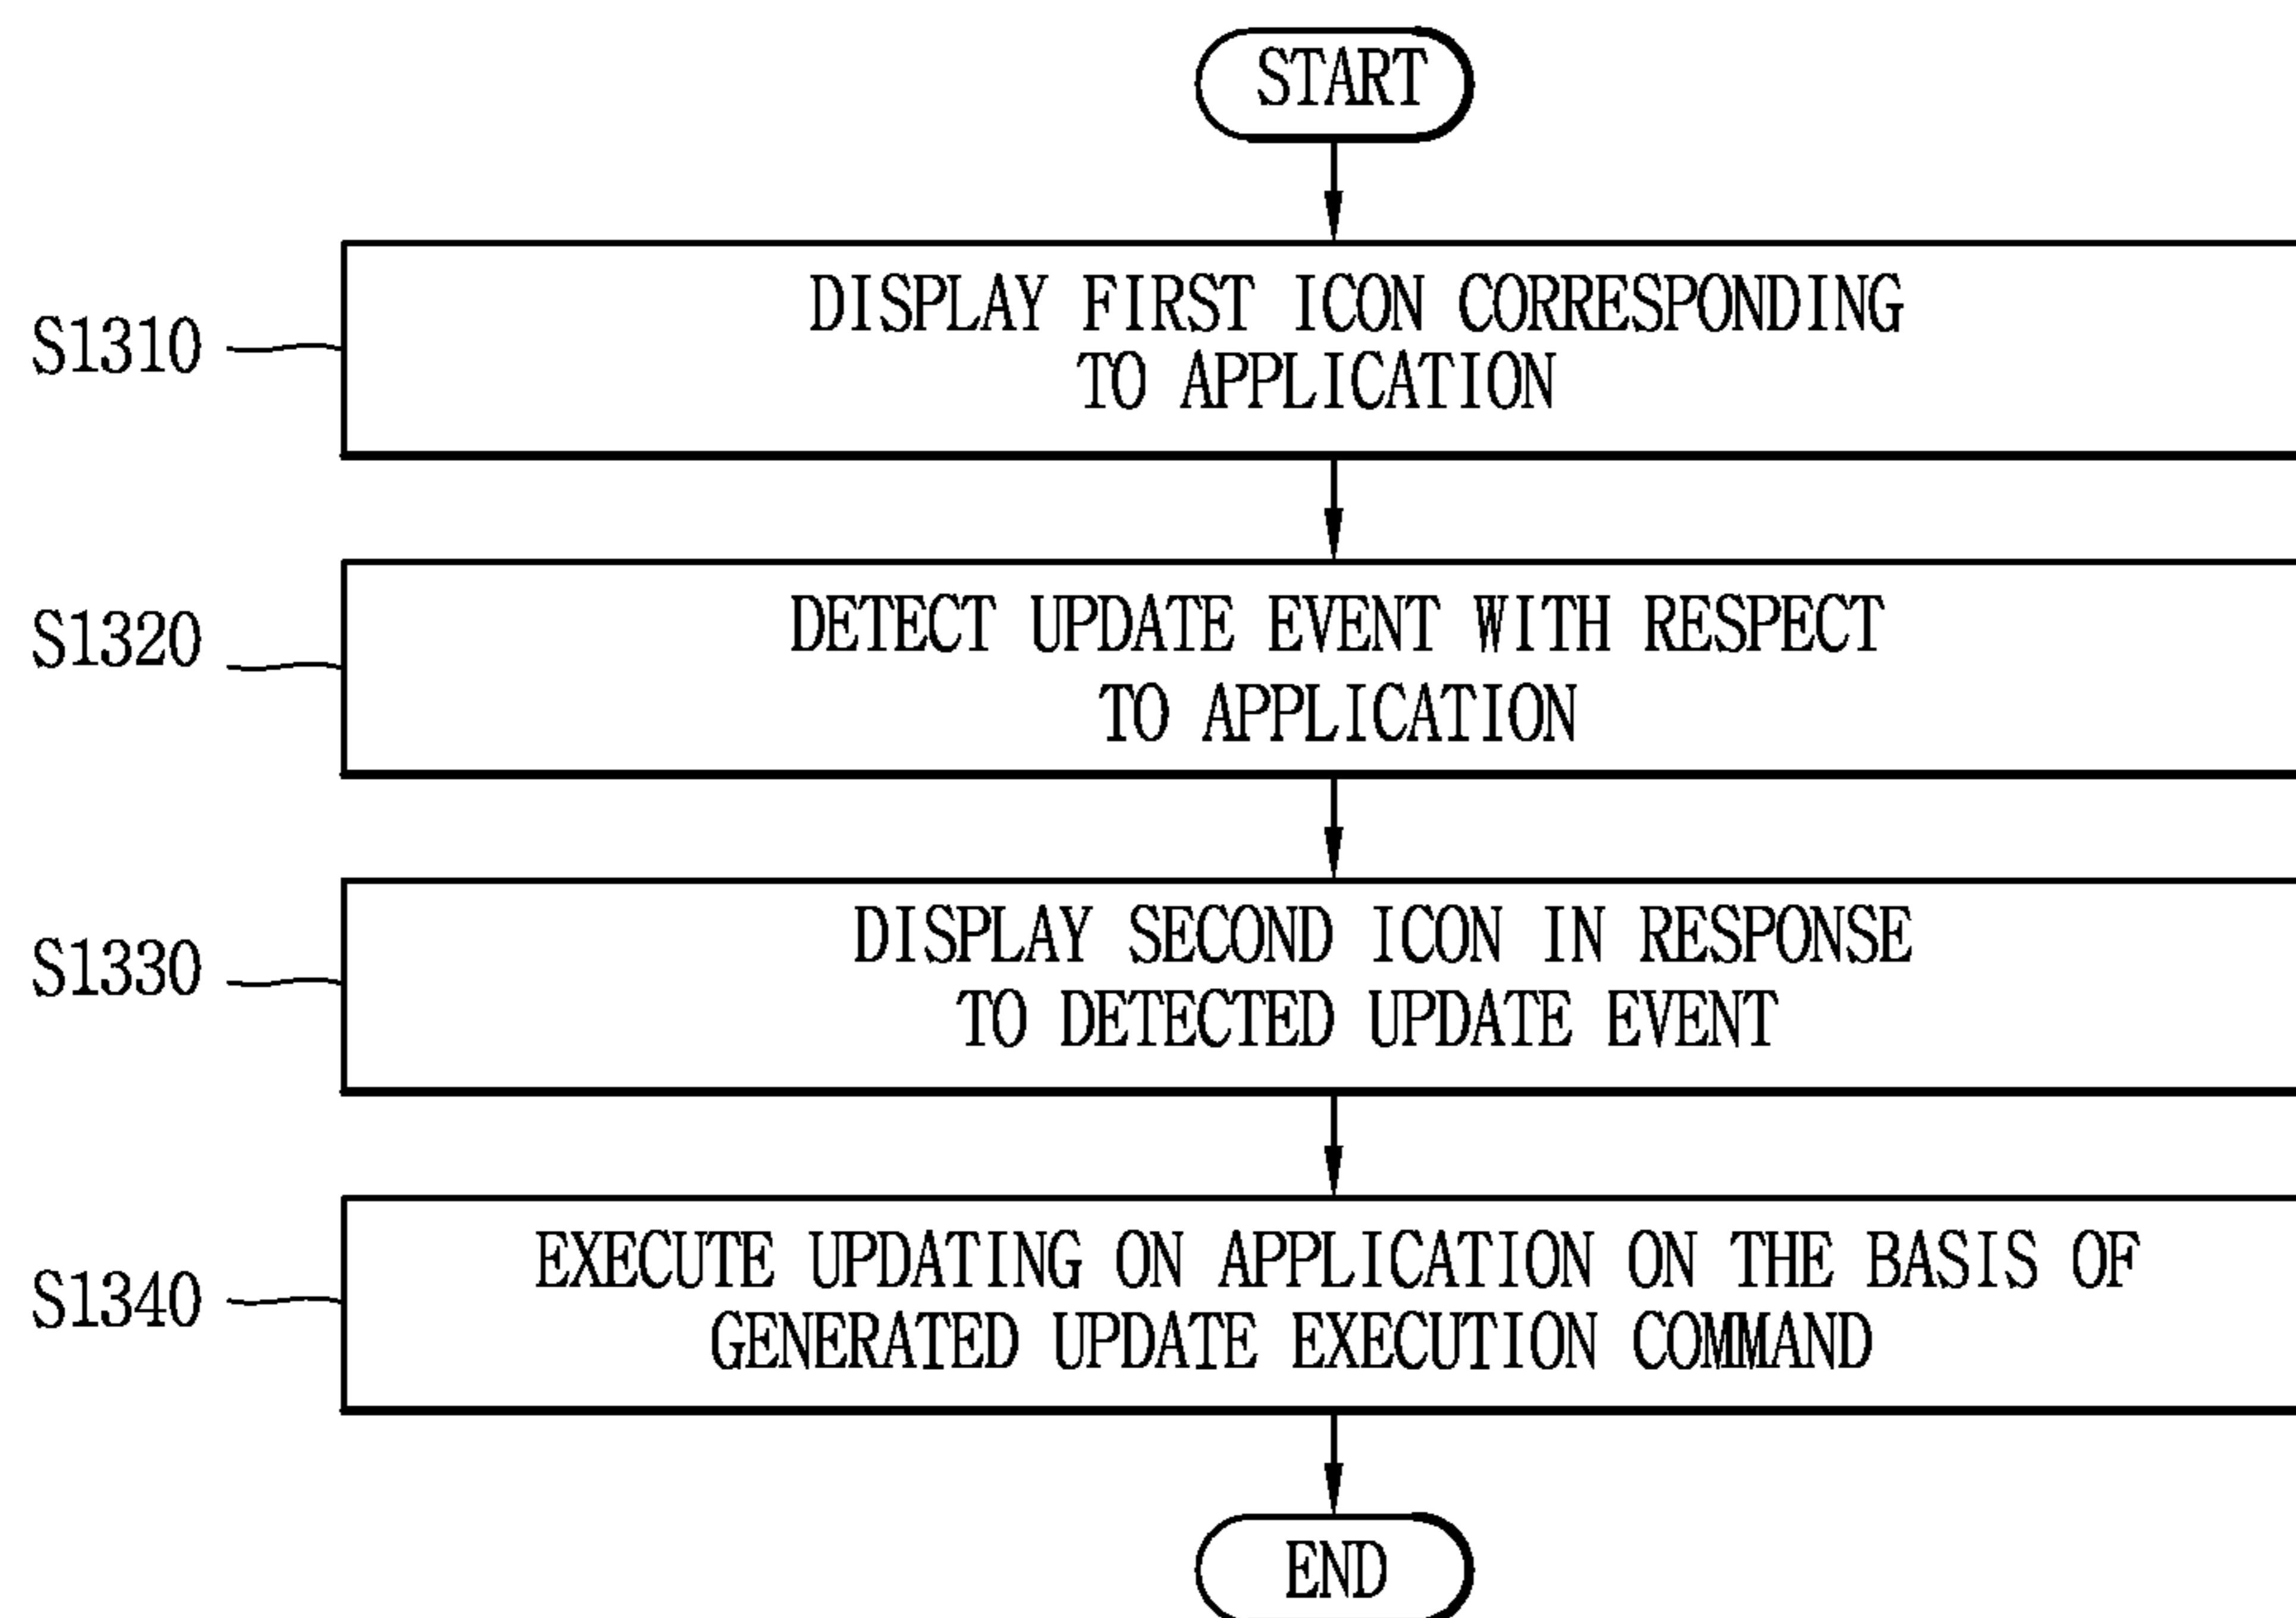 START
S1310
DISPLAY FIRST ICON CORRESPONDING
TO APPLICATION
S1320
DETECT UPDATE EVENT WITH RESPECT
TO APPLICATION
S1330
DISPLAY SECOND ICON IN RESPONSE
TO DETECTED UPDATE EVENT
S1340
EXECUTE UPDATING ON APPLICATION ON THE BASIS OF
GENERATED UPDATE EXECUTION COMMAND
END